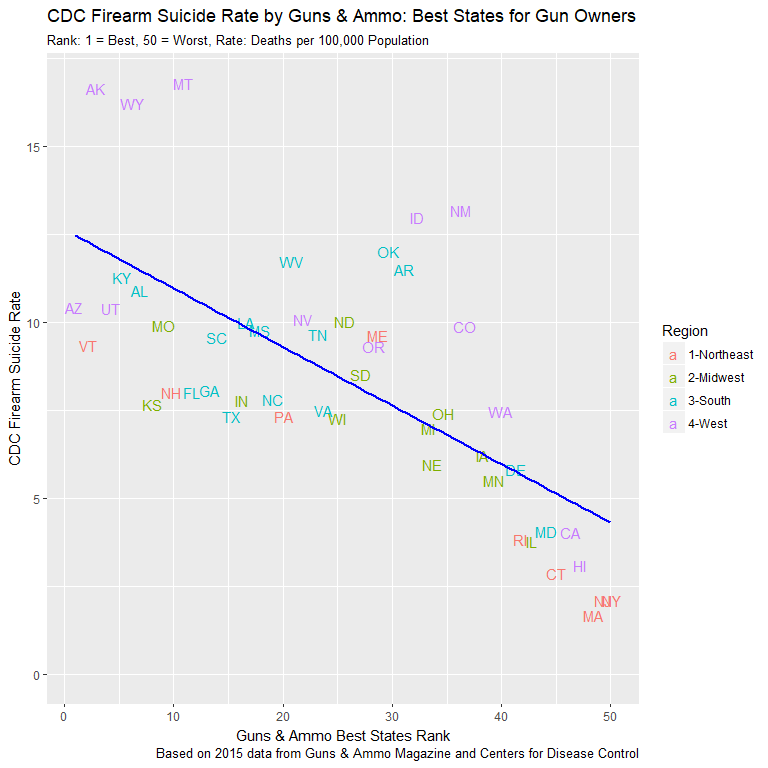 CDC Firearm Suicide Rate by Guns & Ammo: Best States for Gun Owners
Rank: 1 = Best, 50 = Worst, Rate: Deaths per 100,000 Population
CDC Firearm Suicide Rate
15
10
5
0
AK
WY
MT
ID
NM
WV
OK
AR
KY
AL
AZ
UT
MO
LA
MS
SC
NV
TN
ND
ME
OR
CO
VT
SD
NH
FL
GA
KS
IN
NC
TX
PA
VA
WI
OH
MI
WA
NE
IA
DE
MN
RI
IL
MD
CA
HI
CT
NJ
NY
MA
Region
a 1-Northeast
a 2-Midwest
a 3-South
a 4-West
0 10 20 30 40 50
Guns & Ammo Best States Rank
Based on 2015 data from Guns & Ammo Magazine and Centers for Disease Control